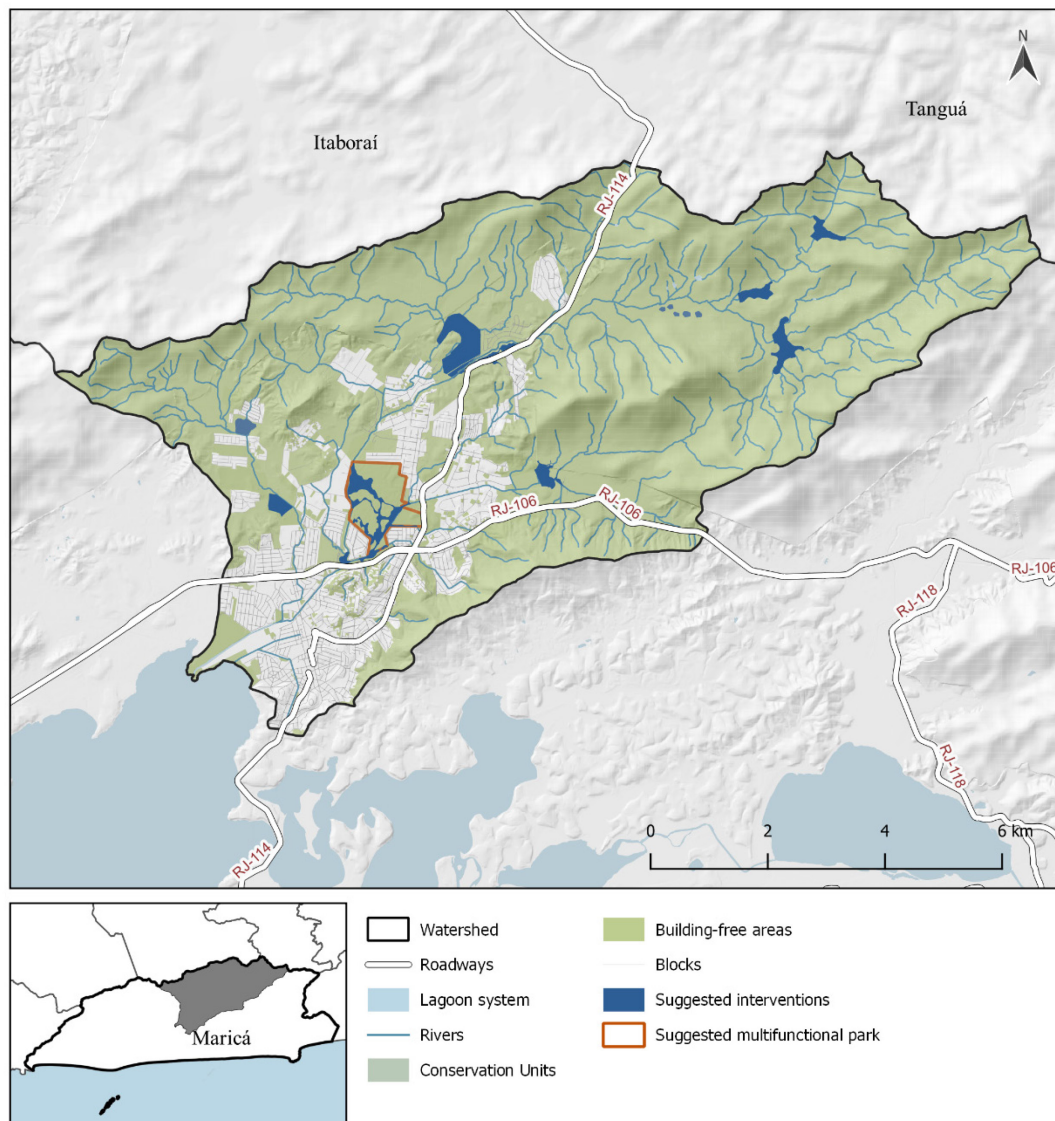 N
Itaboraí
Tanguá
RJ-114
RJ-106
RJ-106
RJ-106
RJ-118
RJ-118
RJ-114
0 2 4 6 km
Maricá
Watershed
Roadways
Lagoon system
Rivers
Conservation Units
Building-free areas
Blocks
Suggested interventions
Suggested multifunctional park